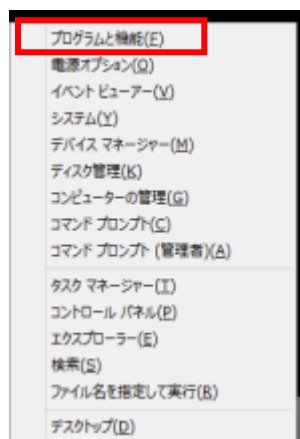 プログラムと機能(F)
電源オプション(O)
イベント ビューアー(V)
システム(Y)
デバイス マネージャー(M)
ディスク管理(K)
コンピューターの管理(G)
コマンド プロンプト(C)
コマンド プロンプト (管理者)(A)
タスク マネージャー(T)
コントロール パネル(P)
エクスプローラー(E)
検索(S)
ファイル名を指定して実行(R)
デスクトップ(D)